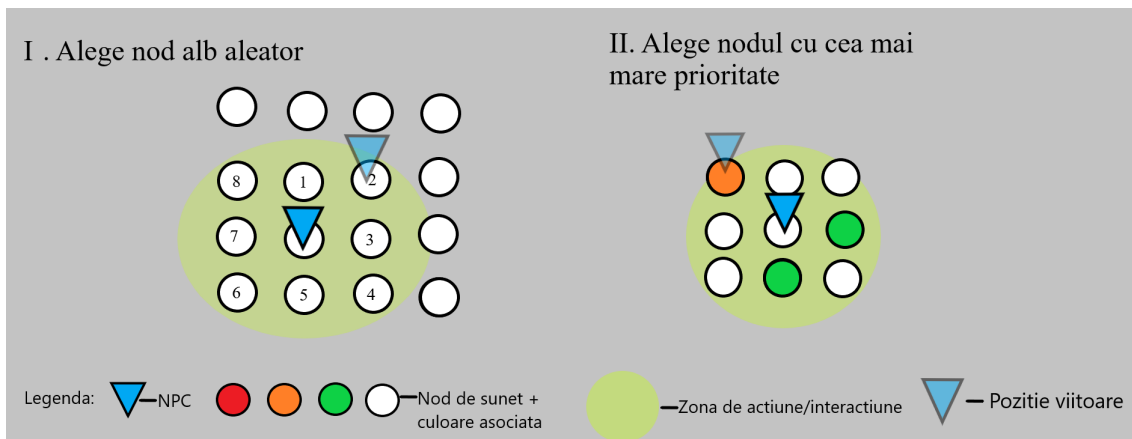 I . Alege nod alb aleator
II. Alege nodul cu cea mai
mare prioritate
8 1 2
7 3
6 5 4
Legenda:
NPC
Nod de sunet +
culoare asociata
Zona de actiune/interactiune
Pozitie viitoare